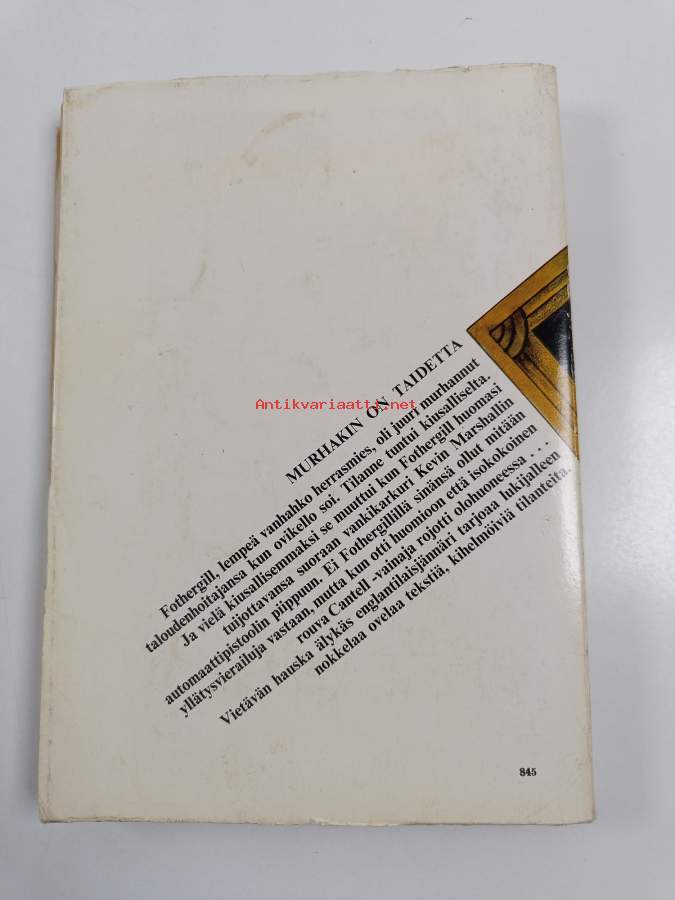 MURHAKIN ON TAIDETTA
Fothergill, lempeä vanhahko herrasmies, oli juuri murhannut
taloudenhoitajansa kun ovikello soi. Tilanne tuntui kiusalliselta.
Ja vielä kiusallisemmaksi se muuttui kun Fothergill huomasi
tuijottavansa suoraan vankikarkuri Kevin Marshallin
automaattipistoolin piippuun. Ei Fothergillillä sinänsä ollut mitään
yllätysvierailuja vastaan, mutta kun otti huomioon että isokokoinen
rouva Cantell -vainaja rojotti olohuoneessa . . .
Vietävän hauska älykäs englantilaisjännäri tarjoaa lukijalleen
nokkelaa ovelaa tekstiä, kihelmöiviä tilanteita.
Antikvariaatti.net
845